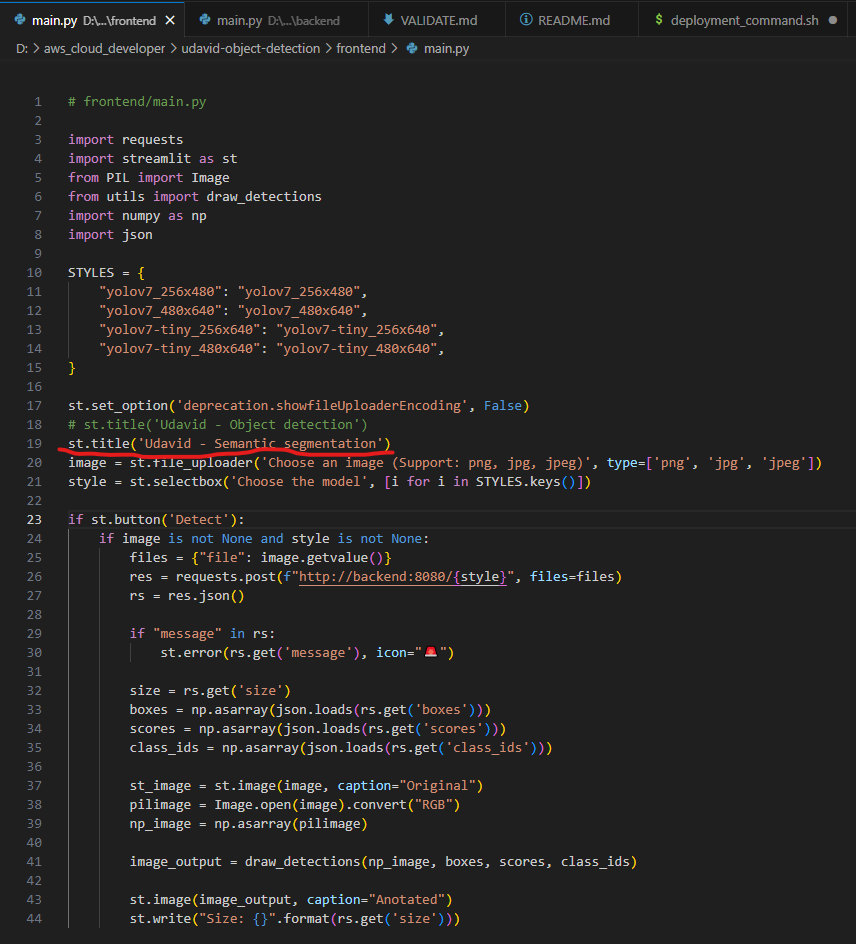 main.py D:\...\frontend main.py D:\...\backend VALIDATE.md README.md $ deployment_command.sh
D: > aws_cloud_developer > udavid-object-detection > frontend > main.py
1 # frontend/main.py
2
3 import requests
4 import streamlit as st
5 from PIL import Image
6 from utils import draw_detections
7 import numpy as np
8 import json
9
10 STYLES = {
11     "yolov7_256x480": "yolov7_256x480",
12     "yolov7_480x640": "yolov7_480x640",
13     "yolov7-tiny_256x640": "yolov7-tiny_256x640",
14     "yolov7-tiny_480x640": "yolov7-tiny_480x640",
15 }
16
17 st.set_option('deprecation.showfileUploaderEncoding', False)
18 # st.title('Udavid - Object detection')
19 st.title('Udavid - Semantic segmentation')
20 image = st.file_uploader('Choose an image (Support: png, jpg, jpeg)', type=['png', 'jpg', 'jpeg'])
21 style = st.selectbox('Choose the model', [i for i in STYLES.keys()])
22
23 if st.button('Detect'):
24     if image is not None and style is not None:
25         files = {"file": image.getvalue()}
26         res = requests.post(f"http://backend:8080/{style}", files=files)
27         rs = res.json()
28
29         if "message" in rs:
30             st.error(rs.get('message'), icon="🚨")
31
32         size = rs.get('size')
33         boxes = np.asarray(json.loads(rs.get('boxes')))
34         scores = np.asarray(json.loads(rs.get('scores')))
35         class_ids = np.asarray(json.loads(rs.get('class_ids')))
36
37         st_image = st.image(image, caption="Original")
38         pilimage = Image.open(image).convert("RGB")
39         np_image = np.asarray(pilimage)
40
41         image_output = draw_detections(np_image, boxes, scores, class_ids)
42
43         st.image(image_output, caption="Anotated")
44         st.write("Size: {}".format(rs.get('size')))